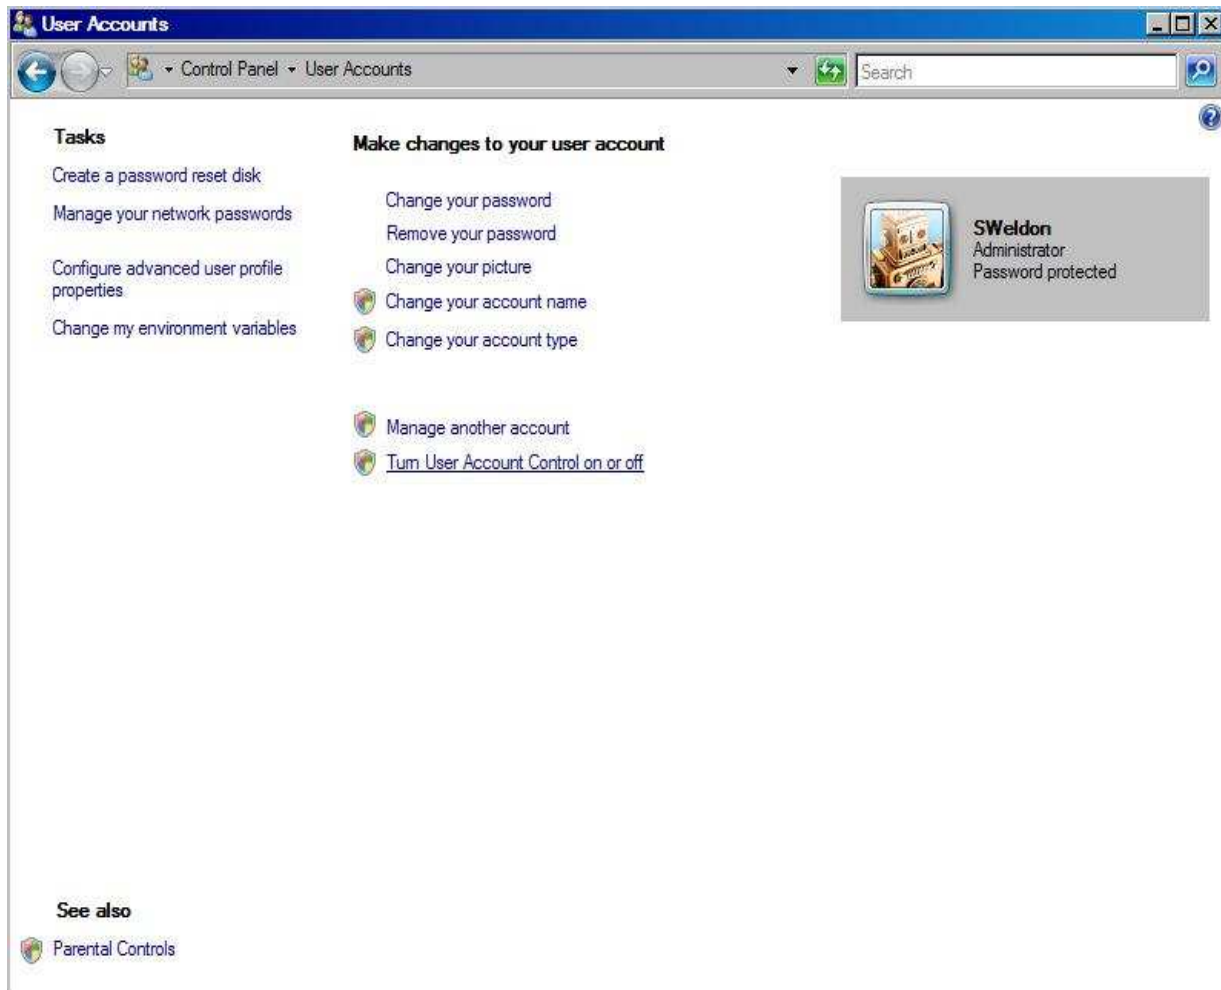 User Accounts
Control Panel User Accounts
Search
Tasks
Create a password reset disk
Manage your network passwords
Configure advanced user profile
properties
Change my environment variables
Make changes to your user account
Change your password
Remove your password
Change your picture
Change your account name
Change your account type
Manage another account
Turn User Account Control on or off
SWeldon
Administrator
Password protected
See also
Parental Controls